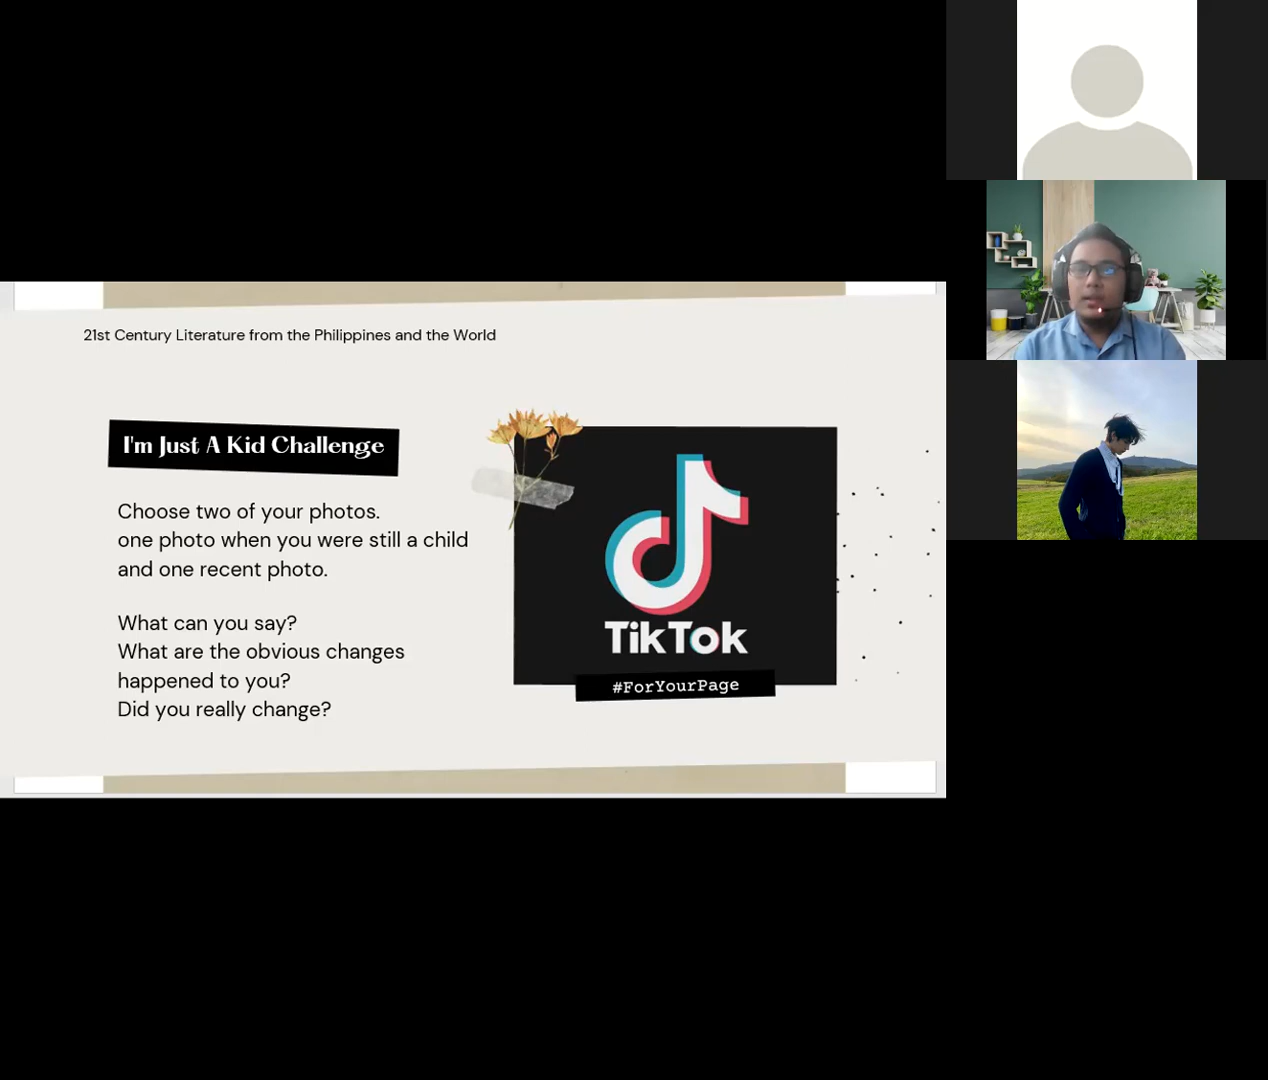 21st Century Literature from the Philippines and the World
I'm Just A Kid Challenge
Choose two of your photos.
one photo when you were still a child
and one recent photo.
What can you say?
What are the obvious changes
happened to you?
Did you really change?
TikTok
#ForYourPage